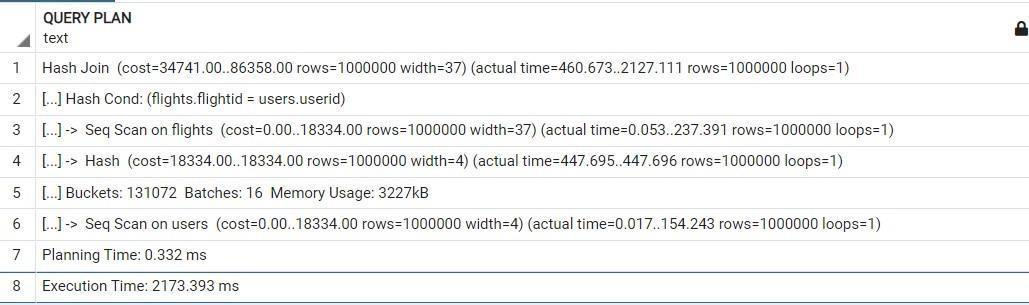 QUERY PLAN
text
1 Hash Join (cost=34741.00..86358.00 rows=1000000 width=37) (actual time=460.673..2127.111 rows=1000000 loops=1)
2 [...] Hash Cond: (flights.flightid = users.userid)
3 [...] -> Seq Scan on flights (cost=0.00..18334.00 rows=1000000 width=37) (actual time=0.053..237.391 rows=1000000 loops=1)
4 [...] -> Hash (cost=18334.00..18334.00 rows=1000000 width=4) (actual time=447.695..447.696 rows=1000000 loops=1)
5 [...] Buckets: 131072 Batches: 16 Memory Usage: 3227kB
6 [...] -> Seq Scan on users (cost=0.00..18334.00 rows=1000000 width=4) (actual time=0.017..154.243 rows=1000000 loops=1)
7 Planning Time: 0.332 ms
8 Execution Time: 2173.393 ms